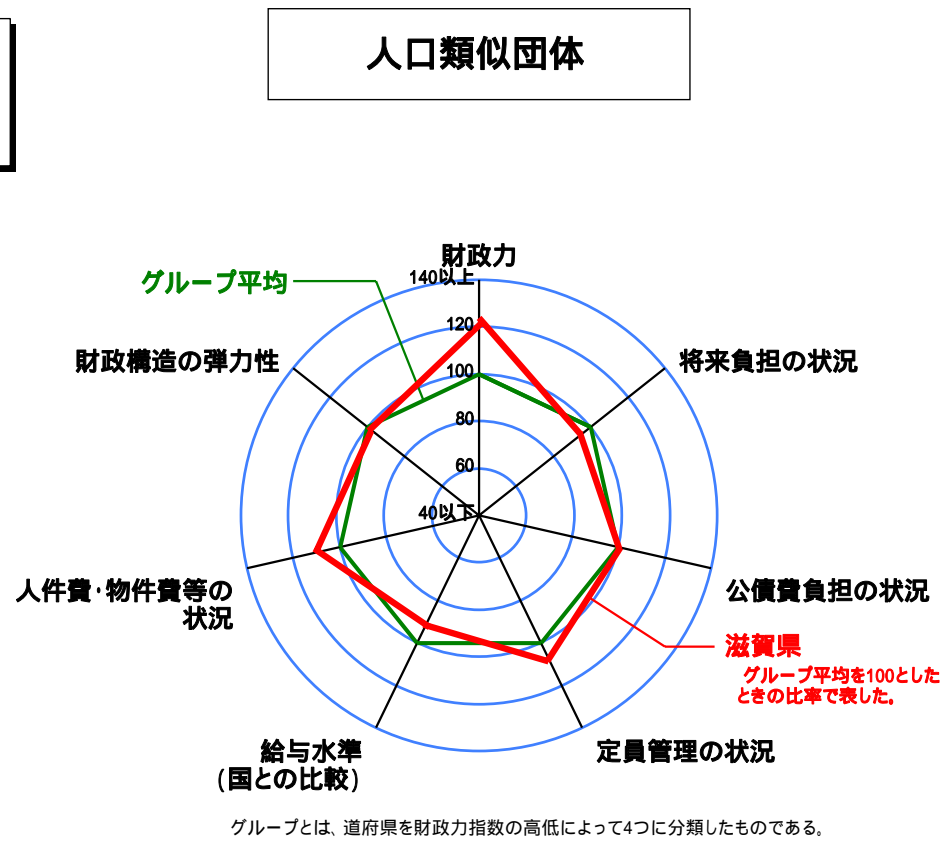 人口類似団体
財政力
140以上
グループ平均
120
財政構造の弾力性
将来負担の状況
100
80
60
40以下
人件費・物件費等の
状況
公債費負担の状況
滋賀県
グループ平均を100とした
ときの比率で表した。
給与水準
(国との比較)
定員管理の状況
グループとは、道府県を財政力指数の高低によって4つに分類したものである。